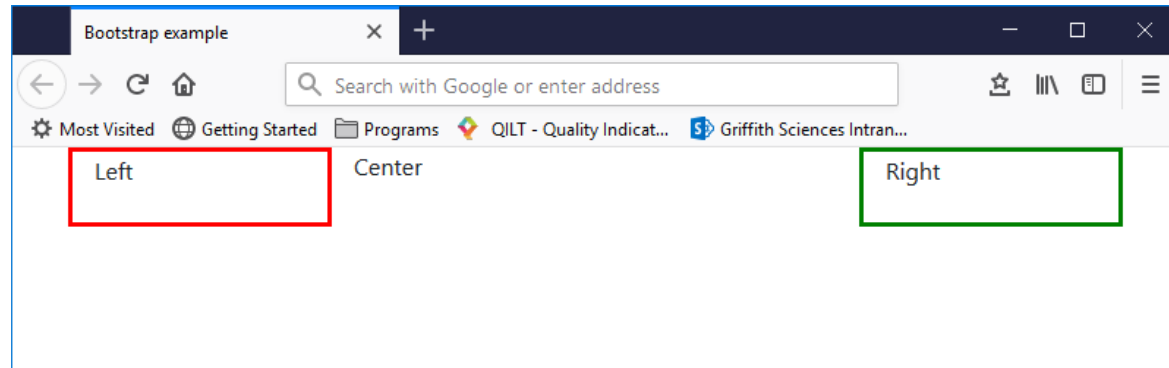 Bootstrap example
Search with Google or enter address
Most Visited Getting Started Programs QILT - Quality Indicat... Griffith Sciences Intran...
Left Center Right